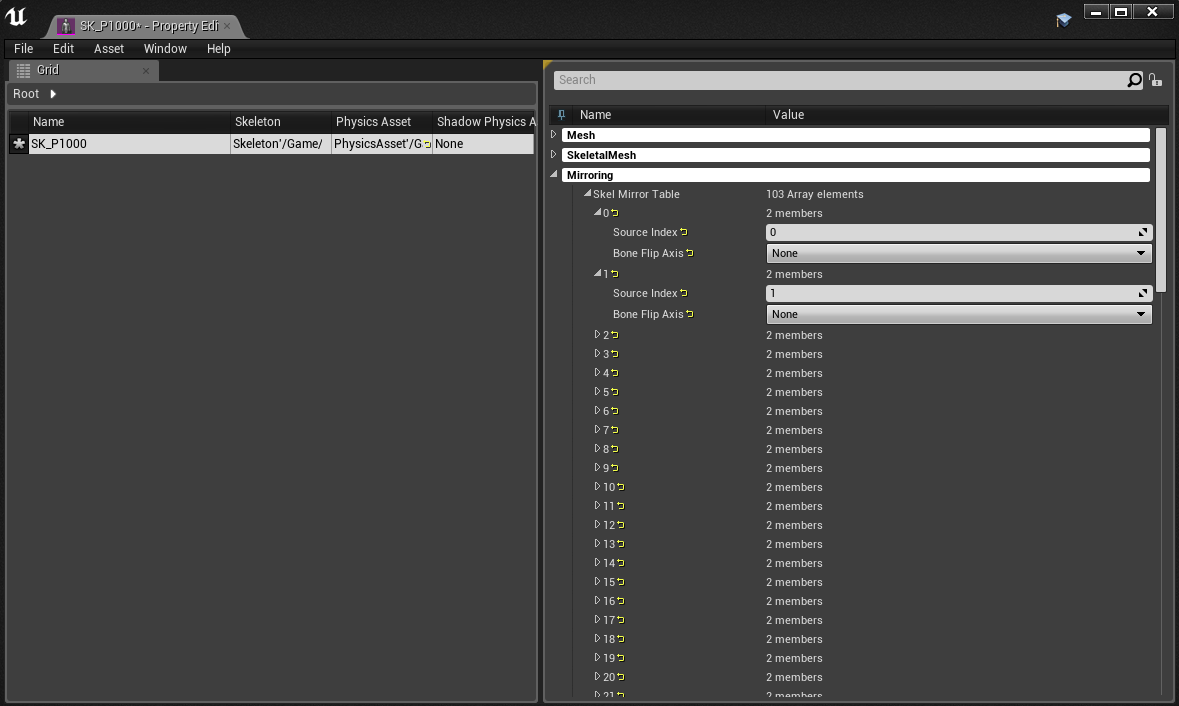 SK_P1000* - Property Edi
File Edit Asset Window Help
Grid
Root
Name Skeleton Physics Asset Shadow Physics A
SK_P1000 Skeleton'/Game/ PhysicsAsset'/G None
Search
Name Value
Mesh
SkeletalMesh
Mirroring
Skel Mirror Table 103 Array elements
0 2 members
Source Index 0
Bone Flip Axis None
1 2 members
Source Index 1
Bone Flip Axis None
2 2 members
3 2 members
4 2 members
5 2 members
6 2 members
7 2 members
8 2 members
9 2 members
10 2 members
11 2 members
12 2 members
13 2 members
14 2 members
15 2 members
16 2 members
17 2 members
18 2 members
19 2 members
20 2 members
21 2 members